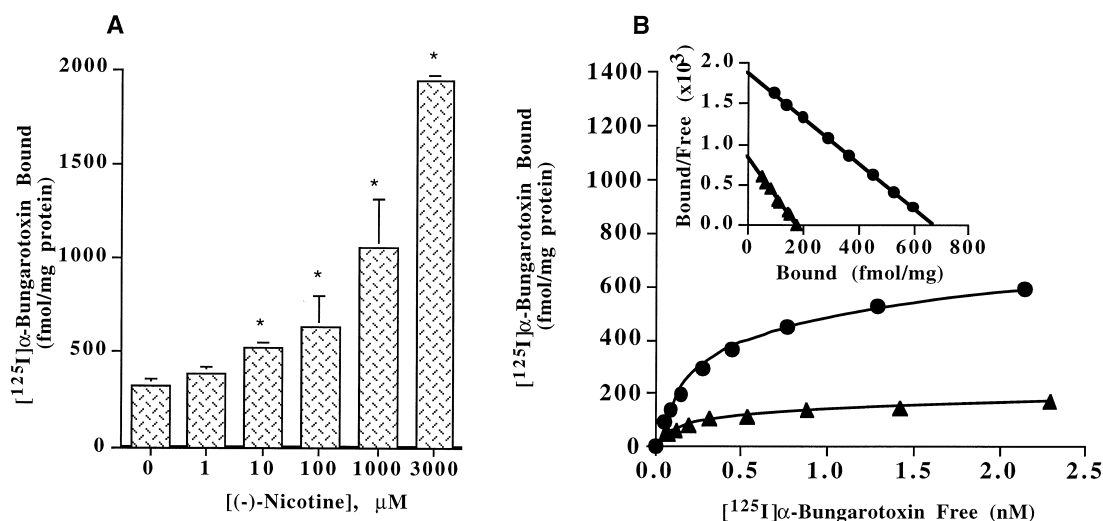 A
[125I]α-Bungarotoxin Bound
(fmol/mg protein)
2000
1500
1000
500
0
*
*
*
*
0 1 10 100 1000 3000
[(-)-Nicotine], μM
B
[125I]α-Bungarotoxin Bound
(fmol/mg protein)
1400
1200
1000
800
600
400
200
0
0.0 0.5 1.0 1.5 2.0 2.5
[125I]α-Bungarotoxin Free (nM)
Bound/Free (x10³)
2.0
1.5
1.0
0.5
0.0
0 200 400 600 800
Bound (fmol/mg)